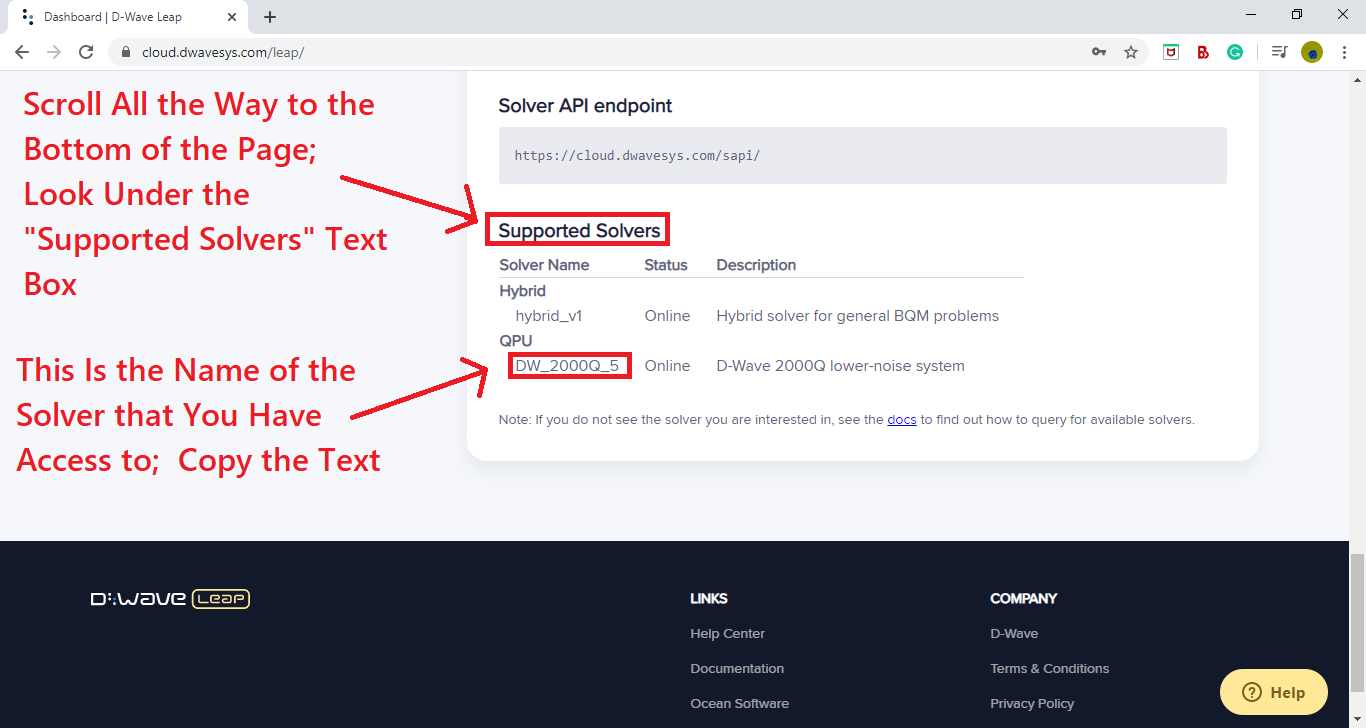 Dashboard | D-Wave Leap
cloud.dwavesys.com/leap/
Scroll All the Way to the
Bottom of the Page;
Look Under the
"Supported Solvers" Text
Box
This Is the Name of the
Solver that You Have
Access to;  Copy the Text
Solver API endpoint
https://cloud.dwavesys.com/sapi/
Supported Solvers
Solver Name Status Description
Hybrid
hybrid_v1 Online Hybrid solver for general BQM problems
QPU
DW_2000Q_5 Online D-Wave 2000Q lower-noise system
Note: If you do not see the solver you are interested in, see the docs to find out how to query for available solvers.
D:Wave Leap
LINKS
Help Center
Documentation
Ocean Software
COMPANY
D-Wave
Terms & Conditions
Privacy Policy
? Help